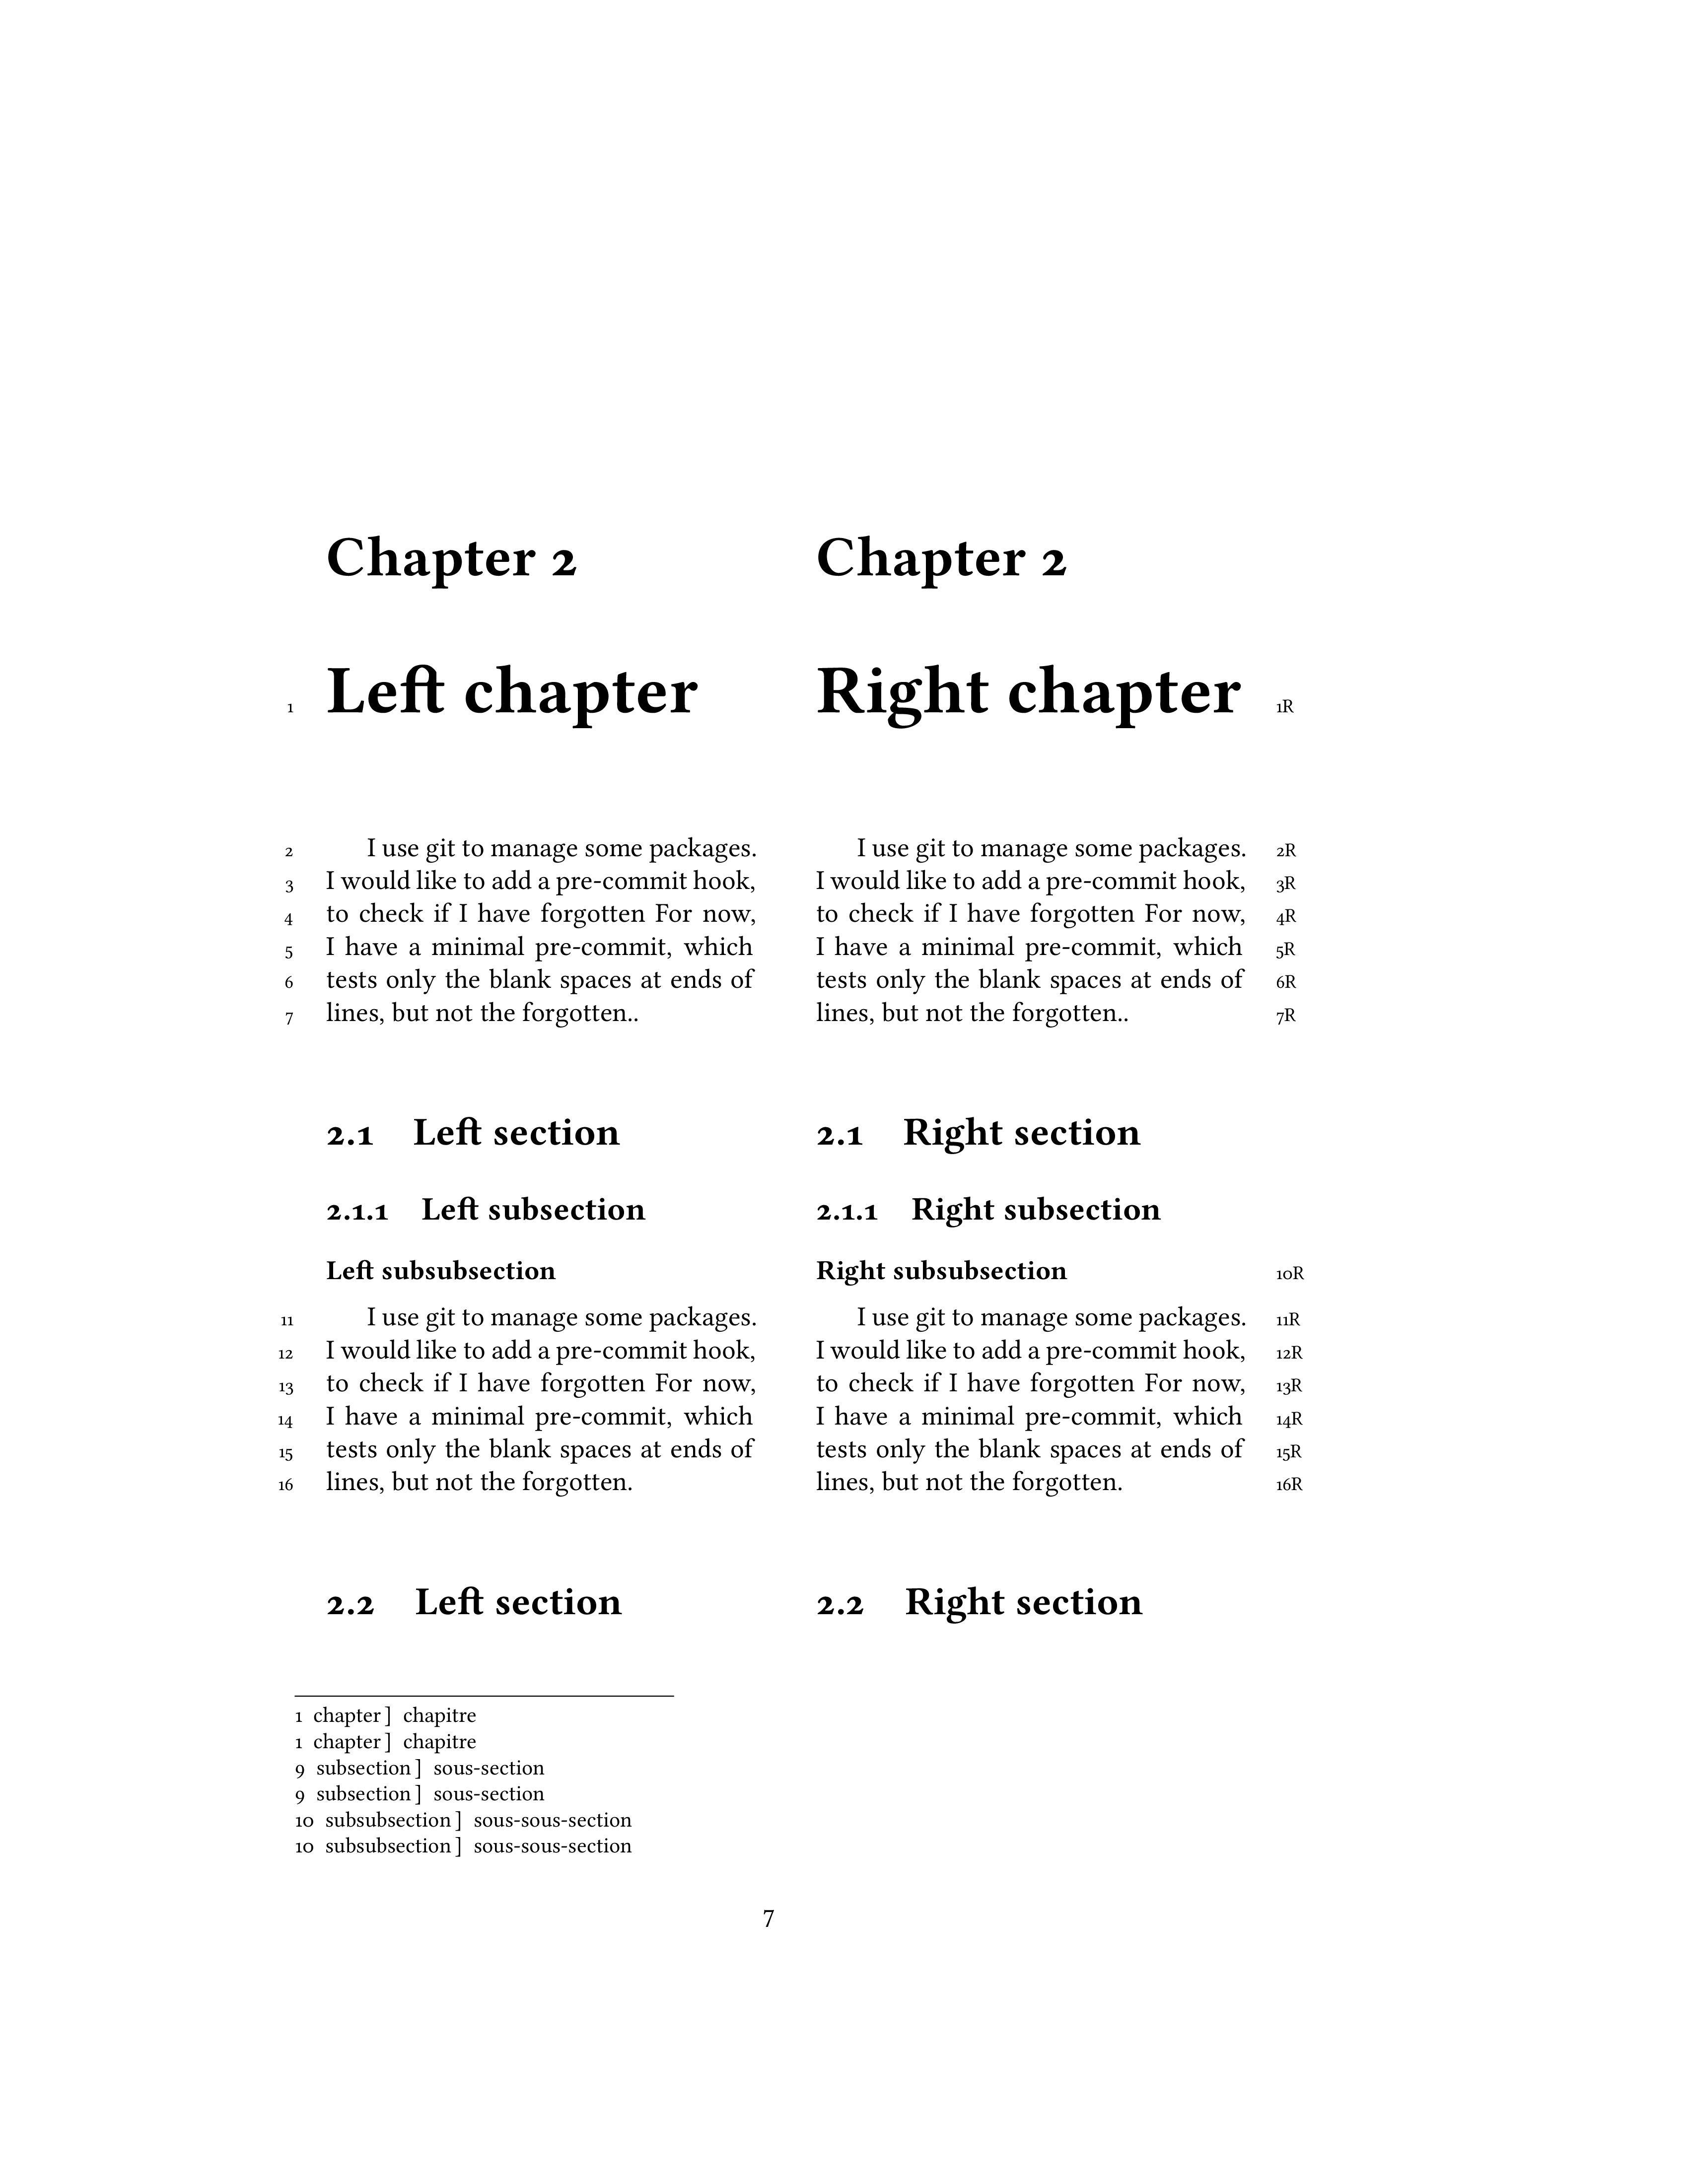 Chapter 2
1 Left chapter
2 I use git to manage some packages.
3 I would like to add a pre-commit hook,
4 to check if I have forgotten For now,
5 I have a minimal pre-commit, which
6 tests only the blank spaces at ends of
7 lines, but not the forgotten..
2.1 Left section
2.1.1 Left subsection
Left subsubsection
11 I use git to manage some packages.
12 I would like to add a pre-commit hook,
13 to check if I have forgotten For now,
14 I have a minimal pre-commit, which
15 tests only the blank spaces at ends of
16 lines, but not the forgotten.
2.2 Left section
Chapter 2
Right chapter 1R
I use git to manage some packages. 2R
I would like to add a pre-commit hook, 3R
to check if I have forgotten For now, 4R
I have a minimal pre-commit, which 5R
tests only the blank spaces at ends of 6R
lines, but not the forgotten.. 7R
2.1 Right section
2.1.1 Right subsection
Right subsubsection 10R
I use git to manage some packages. 11R
I would like to add a pre-commit hook, 12R
to check if I have forgotten For now, 13R
I have a minimal pre-commit, which 14R
tests only the blank spaces at ends of 15R
lines, but not the forgotten. 16R
2.2 Right section
1 chapter ] chapitre
1 chapter ] chapitre
9 subsection ] sous-section
9 subsection ] sous-section
10 subsubsection ] sous-sous-section
10 subsubsection ] sous-sous-section
7